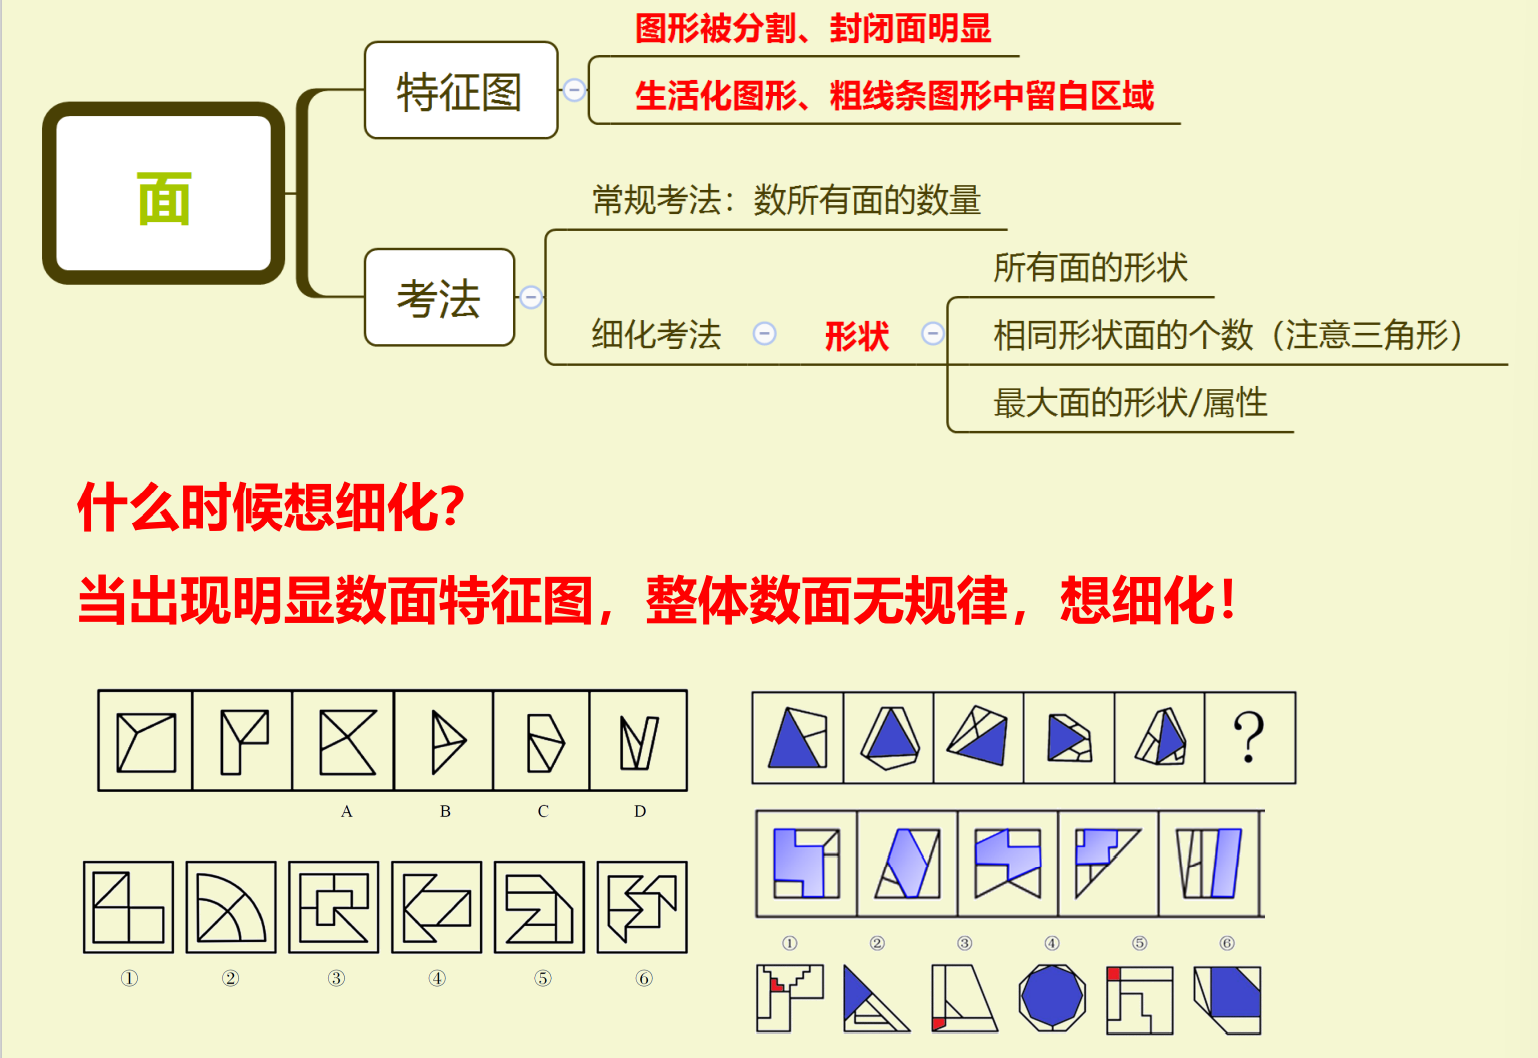 图形被分割、封闭面明显
特征图
生活化图形、粗线条图形中留白区域
面
常规考法：数所有面的数量
考法
所有面的形状
细化考法
形状
相同形状面的个数（注意三角形）
最大面的形状/属性
什么时候想细化？
当出现明显数面特征图，整体数面无规律，想细化！
?
A B C D
① ② ③ ④ ⑤ ⑥
① ② ③ ④ ⑤ ⑥